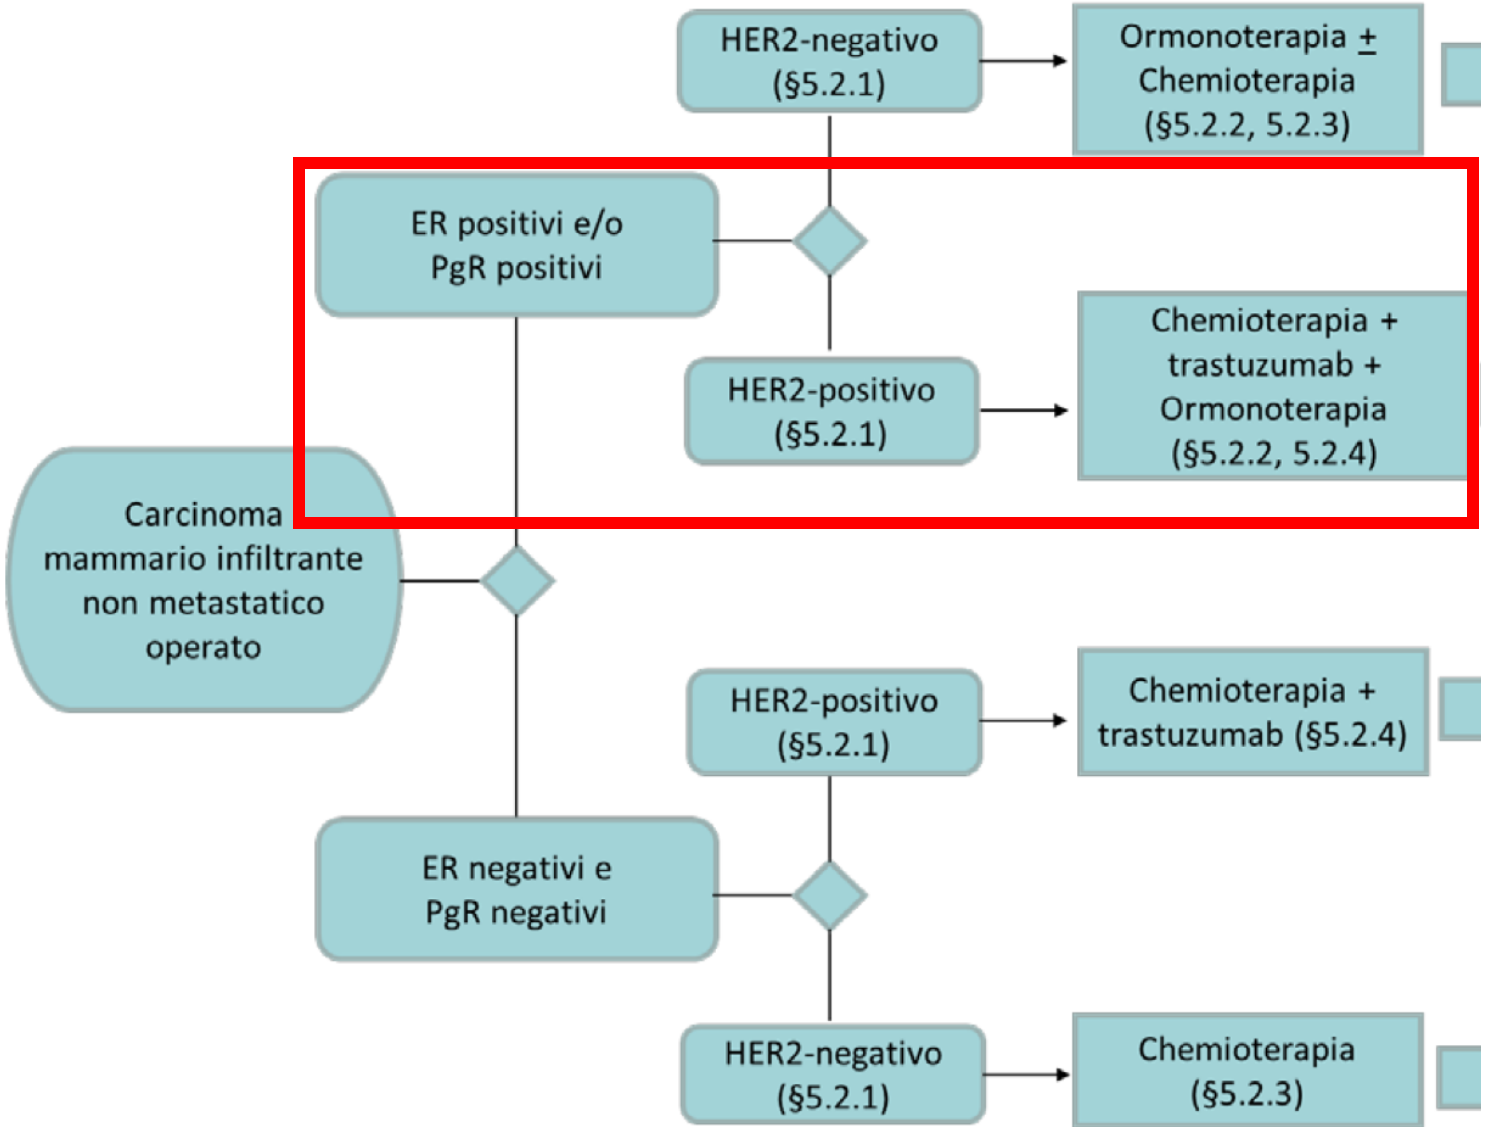 HER2-negativo
(§5.2.1)
Ormonoterapia ±
Chemioterapia
(§5.2.2, 5.2.3)
ER positivi e/o
PgR positivi
HER2-positivo
(§5.2.1)
Chemioterapia +
trastuzumab +
Ormonoterapia
(§5.2.2, 5.2.4)
Carcinoma
mammario infiltrante
non metastatico
operato
HER2-positivo
(§5.2.1)
Chemioterapia +
trastuzumab (§5.2.4)
ER negativi e
PgR negativi
HER2-negativo
(§5.2.1)
Chemioterapia
(§5.2.3)